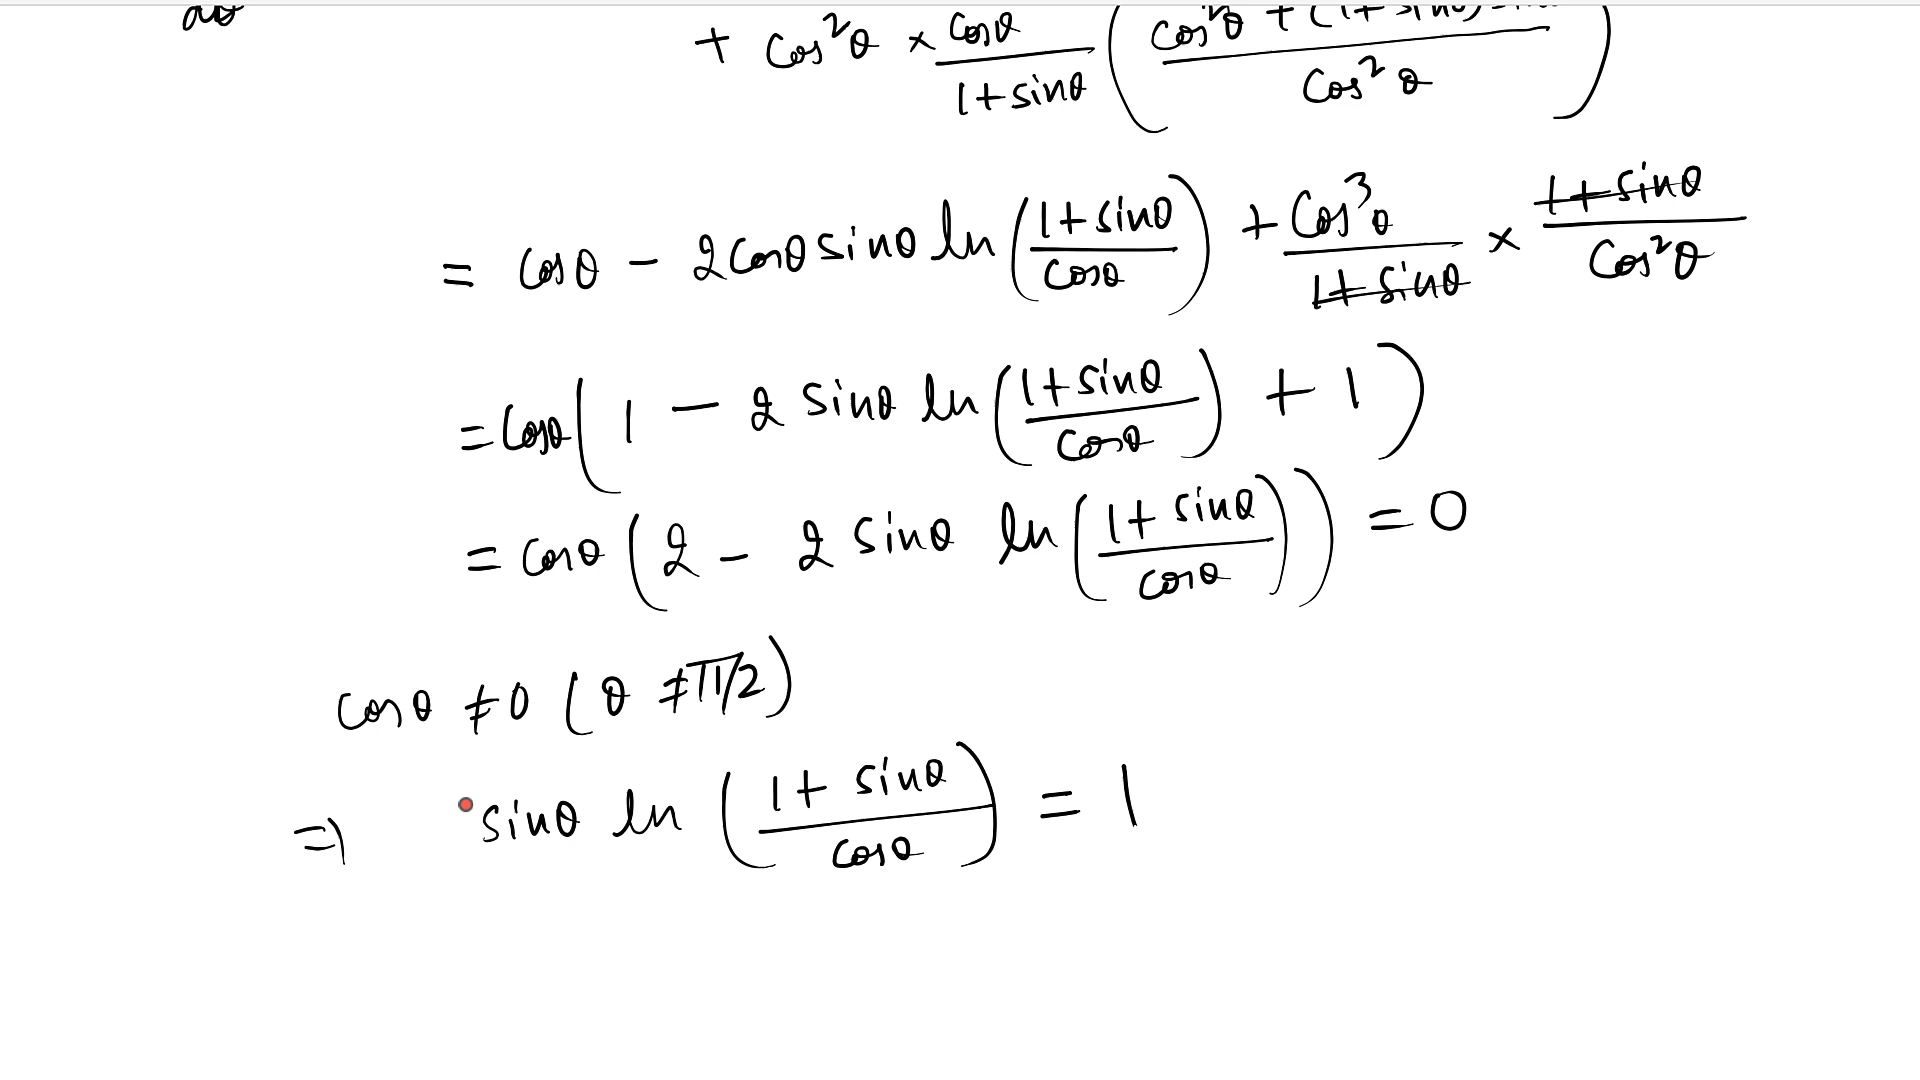 + cos²θ × cosθ/(1+sinθ) ( /cos²θ )
= cosθ − 2cosθ sinθ ln((1+sinθ)/cosθ) + cos³θ/(1+sinθ) × (1+sinθ)/cos²θ
= cosθ( 1 − 2 sinθ ln((1+sinθ)/cosθ) + 1 )
= cosθ ( 2 − 2 sinθ ln((1+sinθ)/cosθ)) = 0
cosθ ≠ 0 ( θ ≠ π/2 )
⇒ sinθ ln ((1+ sinθ)/cosθ) = 1